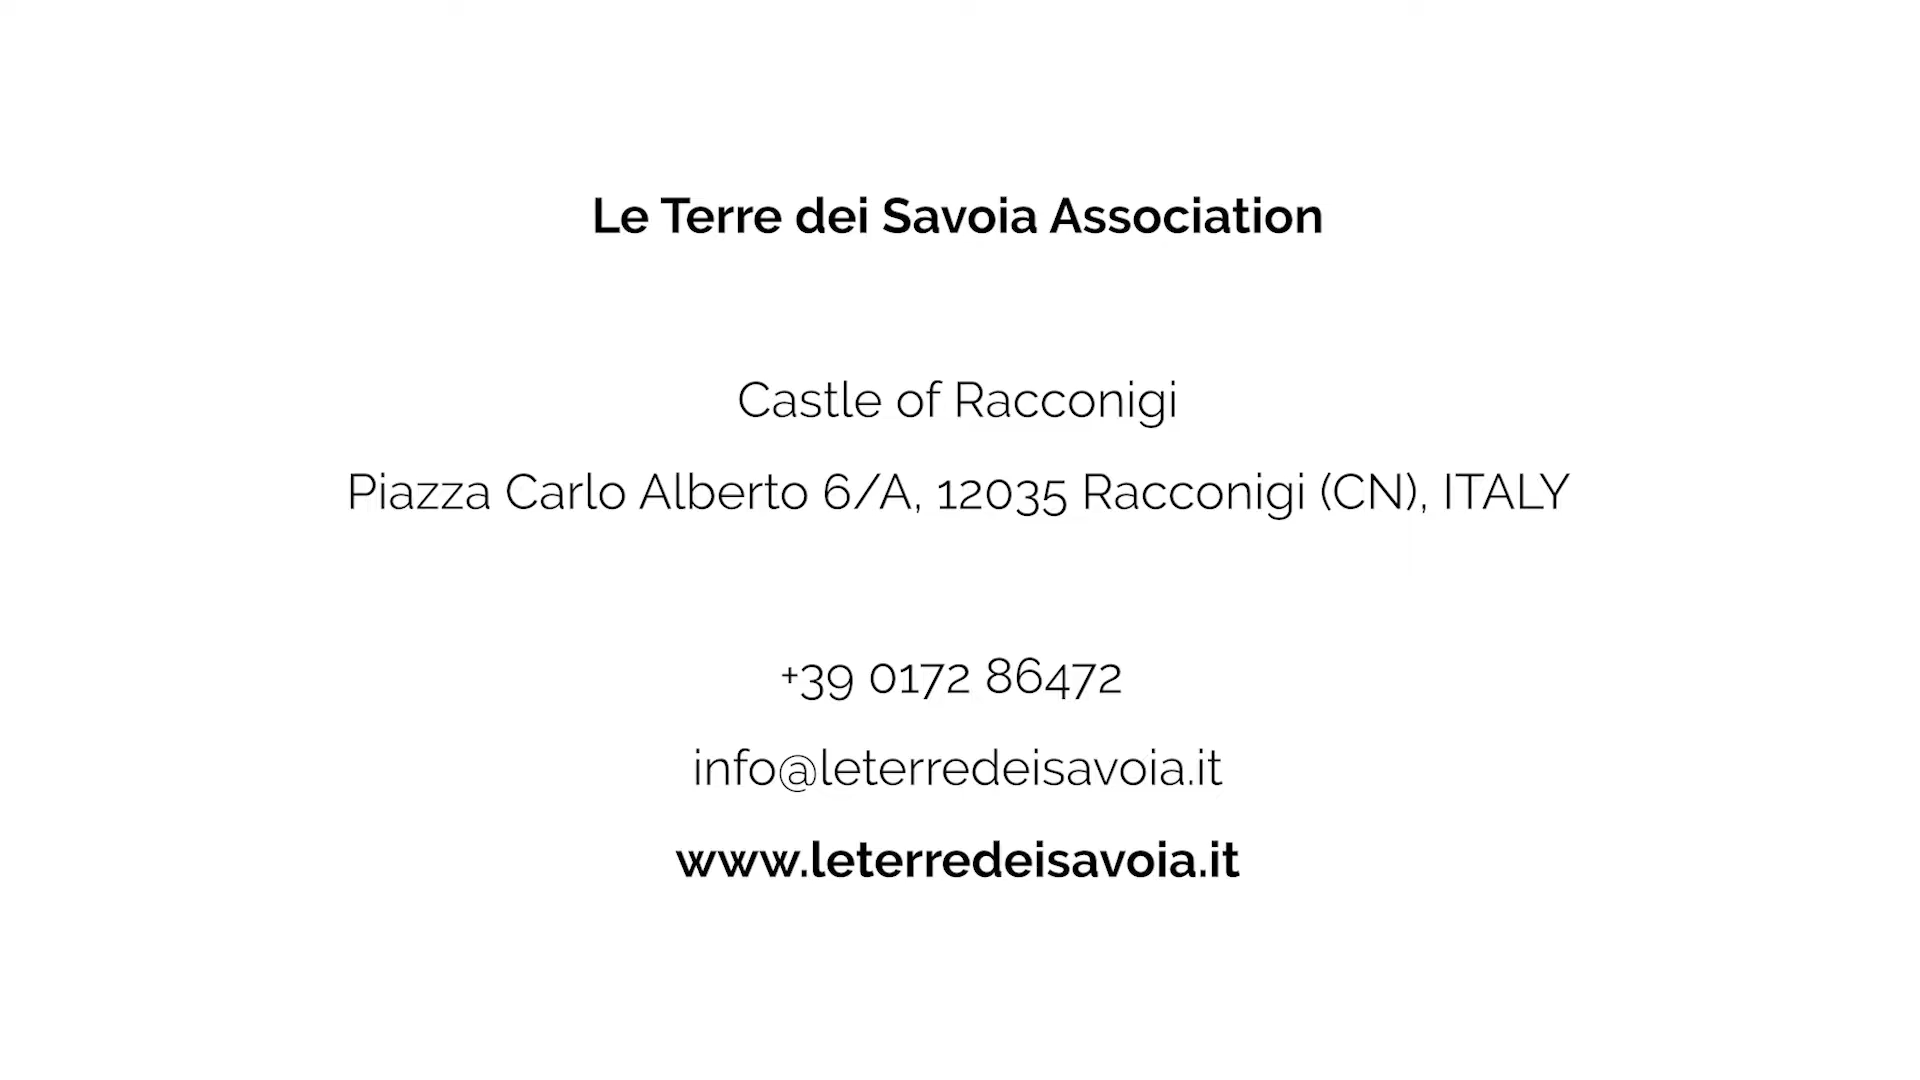 Le Terre dei Savoia Association
Castle of Racconigi
Piazza Carlo Alberto 6/A, 12035 Racconigi (CN), ITALY
+39 0172 86472
info@leterredeisavoia.it
www.leterredeisavoia.it